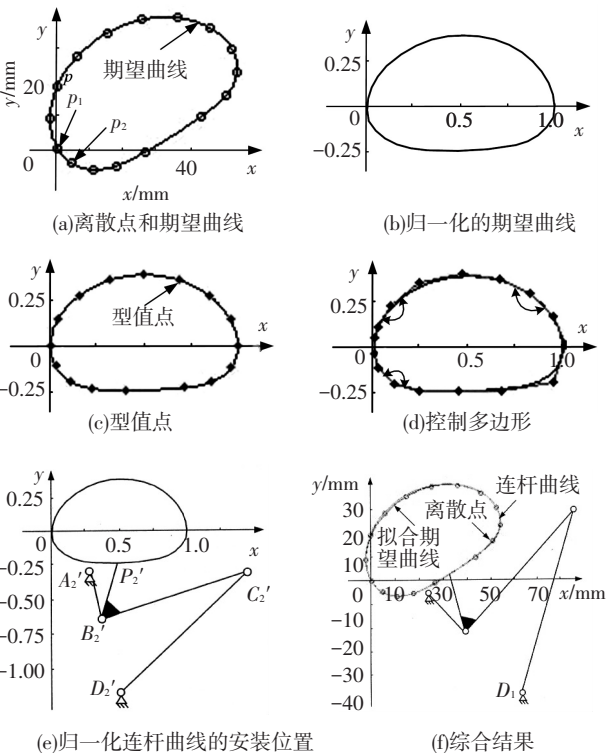 y
y/mm
期望曲线
20
p
p₁
p₂
0
40
x
x/mm
(a)离散点和期望曲线
y
0.25
0
0.5
1.0
x
−0.25
(b)归一化的期望曲线
y
0.25
型值点
x
0
−0.25
(c)型值点
y
0.25
0
0.5
1.0
x
−0.25
(d)控制多边形
y
0.25
0
0.5
1.0
x
−0.25
A₂′
P₂′
C₂′
−0.50
B₂′
−0.75
−1.00
D₂′
(e)归一化连杆曲线的安装位置
y/mm
连杆曲线
30
离散点
20
拟合期
望曲线
10
0
10
30
50
70
x/mm
−10
−20
−30
D₁
−40
(f)综合结果